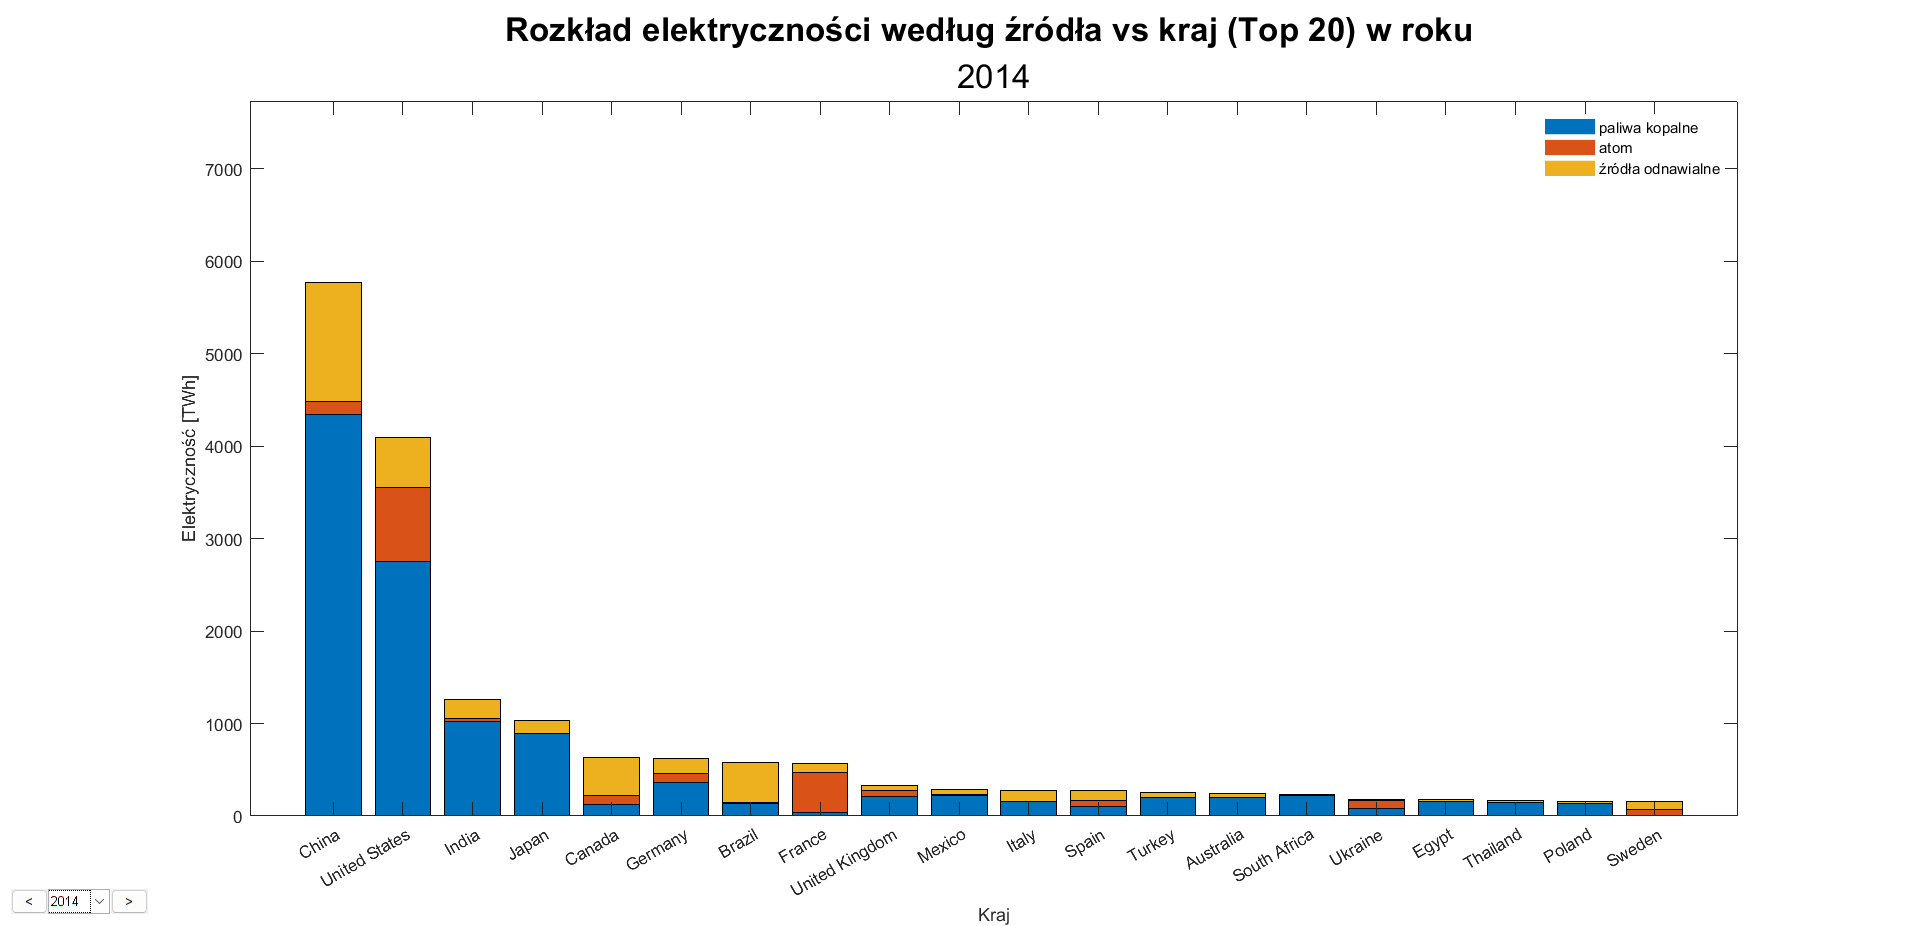 Rozkład elektryczności według źródła vs kraj (Top 20) w roku
2014
paliwa kopalne
atom
źródła odnawialne
7000
6000
5000
4000
3000
2000
1000
0
Elektryczność [TWh]
China
United States
India
Japan
Canada
Germany
Brazil
France
United Kingdom
Mexico
Italy
Spain
Turkey
Australia
South Africa
Ukraine
Egypt
Thailand
Poland
Sweden
Kraj
< 2014 >